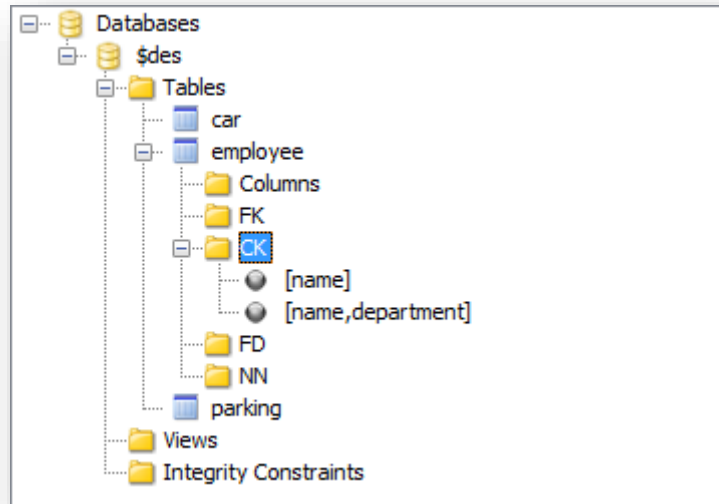 Databases
$des
Tables
car
employee
Columns
FK
CK
[name]
[name,department]
FD
NN
parking
Views
Integrity Constraints